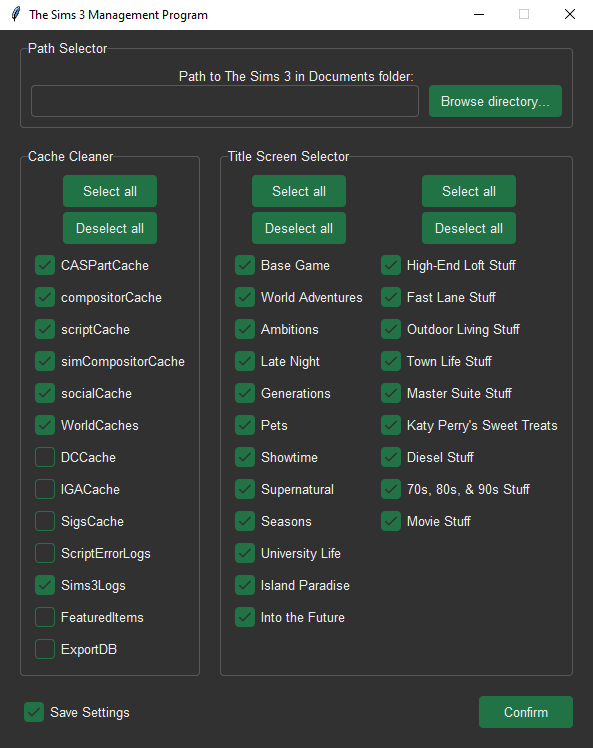 The Sims 3 Management Program
Path Selector
Path to The Sims 3 in Documents folder:
Browse directory...
Cache Cleaner
Select all
Deselect all
CASPartCache
compositorCache
scriptCache
simCompositorCache
socialCache
WorldCaches
DCCache
IGACache
SigsCache
ScriptErrorLogs
Sims3Logs
FeaturedItems
ExportDB
Title Screen Selector
Select all
Deselect all
Base Game
World Adventures
Ambitions
Late Night
Generations
Pets
Showtime
Supernatural
Seasons
University Life
Island Paradise
Into the Future
Select all
Deselect all
High-End Loft Stuff
Fast Lane Stuff
Outdoor Living Stuff
Town Life Stuff
Master Suite Stuff
Katy Perry's Sweet Treats
Diesel Stuff
70s, 80s, & 90s Stuff
Movie Stuff
Save Settings
Confirm